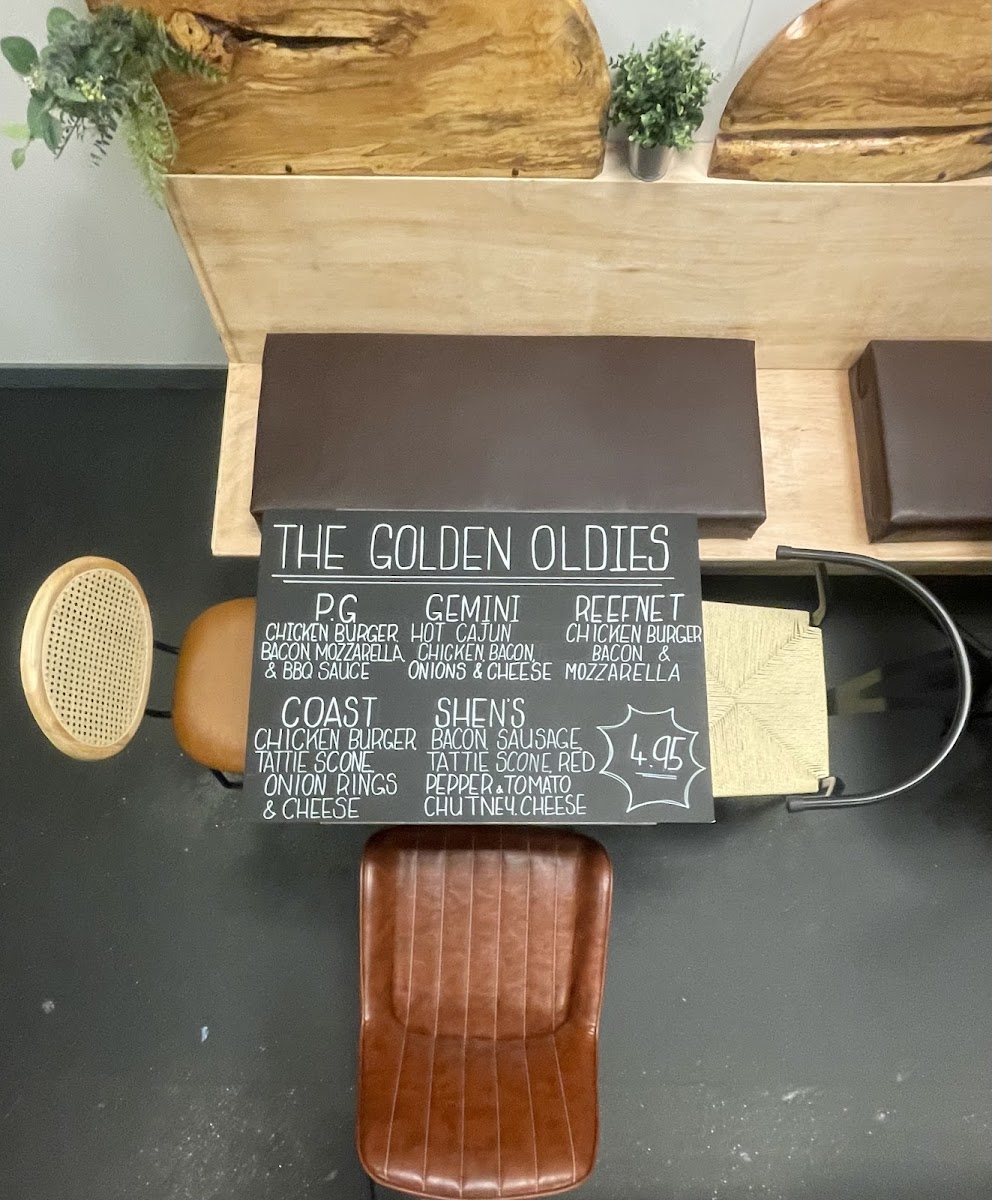 THE GOLDEN OLDIES
P.G
CHICKEN BURGER
BACON, MOZZARELLA,
& BBQ SAUCE
GEMINI
HOT CAJUN
CHICKEN, BACON,
ONIONS & CHEESE
REEFNET
CHICKEN BURGER
BACON &
MOZZARELLA
COAST
CHICKEN BURGER
TATTIE SCONE,
ONION RINGS
& CHEESE
SHEN'S
BACON, SAUSAGE,
TATTIE SCONE, RED
PEPPER & TOMATO
CHUTNEY, CHEESE
4.95